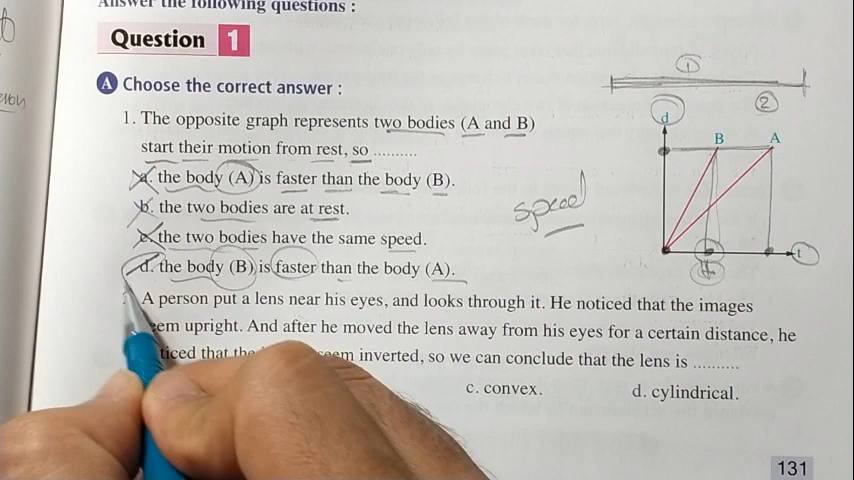 Answer the following questions :
Question 1
A Choose the correct answer :
1. The opposite graph represents two bodies (A and B)
start their motion from rest, so ..........
a. the body (A) is faster than the body (B).
b. the two bodies are at rest.
c. the two bodies have the same speed.
d. the body (B) is faster than the body (A).
speed
1
2
d
B A
t
A person put a lens near his eyes, and looks through it. He noticed that the images
seem upright. And after he moved the lens away from his eyes for a certain distance, he
noticed that the seem inverted, so we can conclude that the lens is ..........
c. convex. d. cylindrical.
131